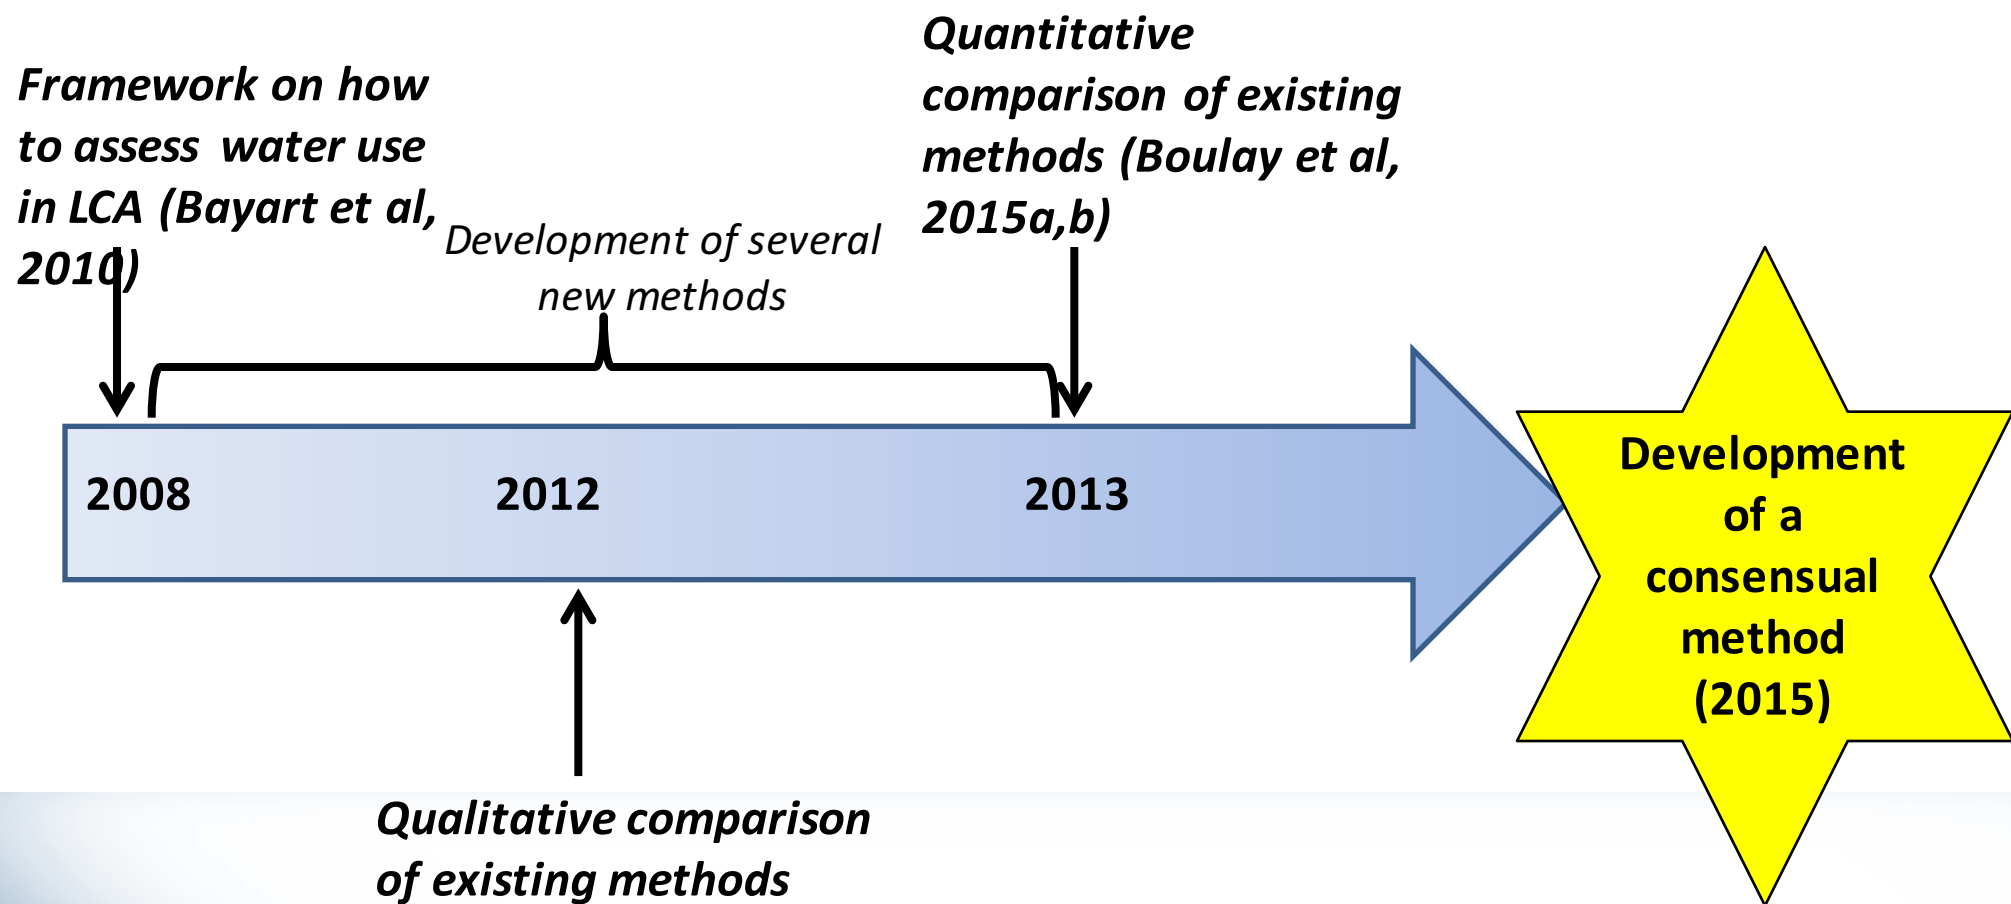 Framework on how
to assess water use
in LCA (Bayart et al,
2010)
Development of several
new methods
Quantitative
comparison of existing
methods (Boulay et al,
2015a,b)
2008
2012
2013
Development
of a
consensual
method
(2015)
Qualitative comparison
of existing methods